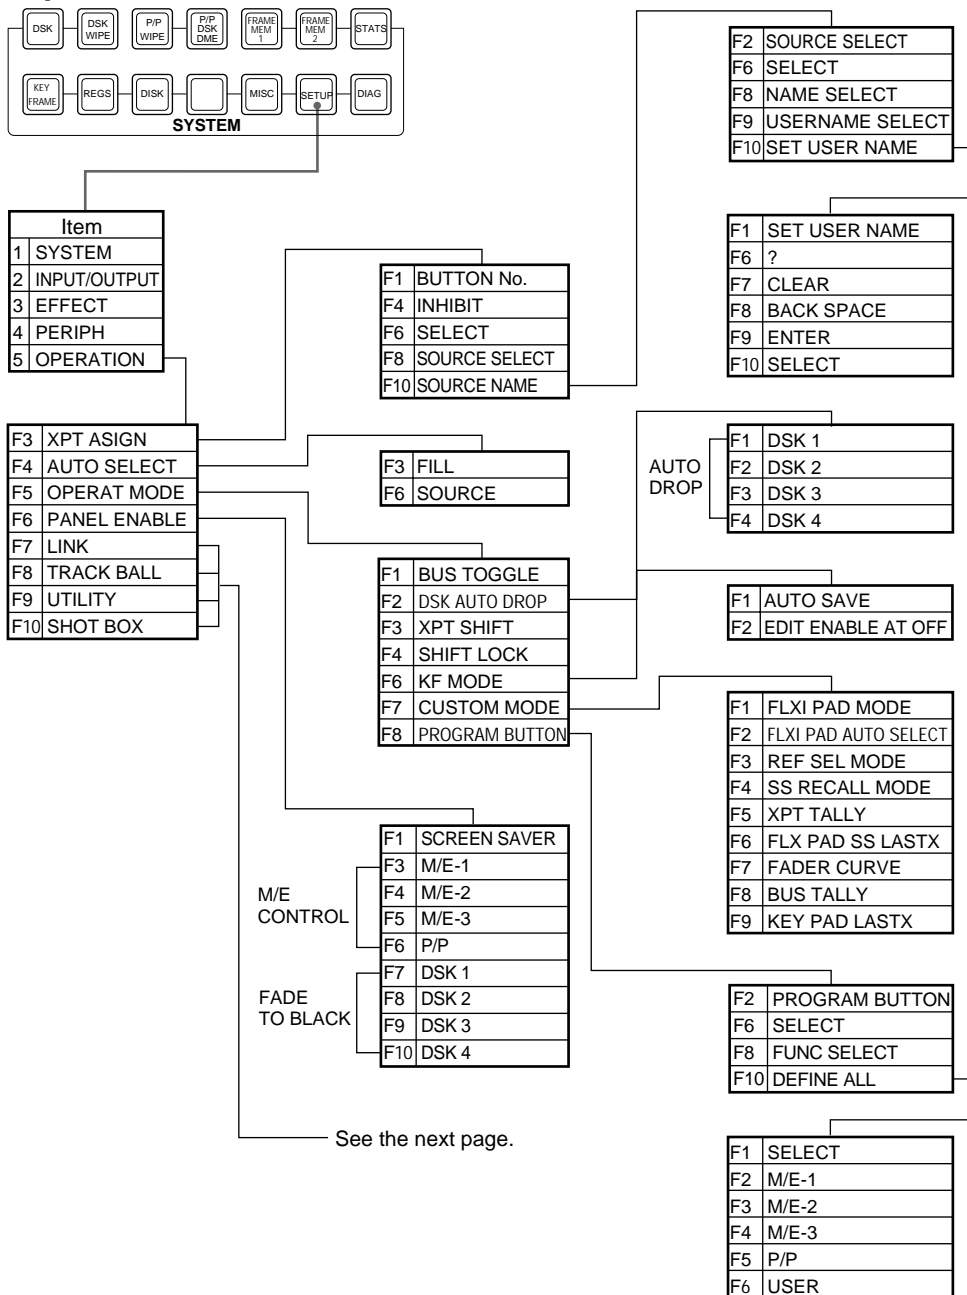 DSK
DSK WIPE
P/P WIPE
P/P DSK DME
FRAME MEM 1
FRAME MEM 2
STATS
KEY FRAME
REGS
DISK
MISC
SETUP
DIAG
SYSTEM
Item
1 SYSTEM
2 INPUT/OUTPUT
3 EFFECT
4 PERIPH
5 OPERATION
F3 XPT ASIGN
F4 AUTO SELECT
F5 OPERAT MODE
F6 PANEL ENABLE
F7 LINK
F8 TRACK BALL
F9 UTILITY
F10 SHOT BOX
F1 BUTTON No.
F4 INHIBIT
F6 SELECT
F8 SOURCE SELECT
F10 SOURCE NAME
F3 FILL
F6 SOURCE
F1 BUS TOGGLE
F2 DSK AUTO DROP
F3 XPT SHIFT
F4 SHIFT LOCK
F6 KF MODE
F7 CUSTOM MODE
F8 PROGRAM BUTTON
M/E CONTROL
FADE TO BLACK
F1 SCREEN SAVER
F3 M/E-1
F4 M/E-2
F5 M/E-3
F6 P/P
F7 DSK 1
F8 DSK 2
F9 DSK 3
F10 DSK 4
See the next page.
F2 SOURCE SELECT
F6 SELECT
F8 NAME SELECT
F9 USERNAME SELECT
F10 SET USER NAME
F1 SET USER NAME
F6 ?
F7 CLEAR
F8 BACK SPACE
F9 ENTER
F10 SELECT
AUTO DROP
F1 DSK 1
F2 DSK 2
F3 DSK 3
F4 DSK 4
F1 AUTO SAVE
F2 EDIT ENABLE AT OFF
F1 FLXI PAD MODE
F2 FLXI PAD AUTO SELECT
F3 REF SEL MODE
F4 SS RECALL MODE
F5 XPT TALLY
F6 FLX PAD SS LASTX
F7 FADER CURVE
F8 BUS TALLY
F9 KEY PAD LASTX
F2 PROGRAM BUTTON
F6 SELECT
F8 FUNC SELECT
F10 DEFINE ALL
F1 SELECT
F2 M/E-1
F3 M/E-2
F4 M/E-3
F5 P/P
F6 USER